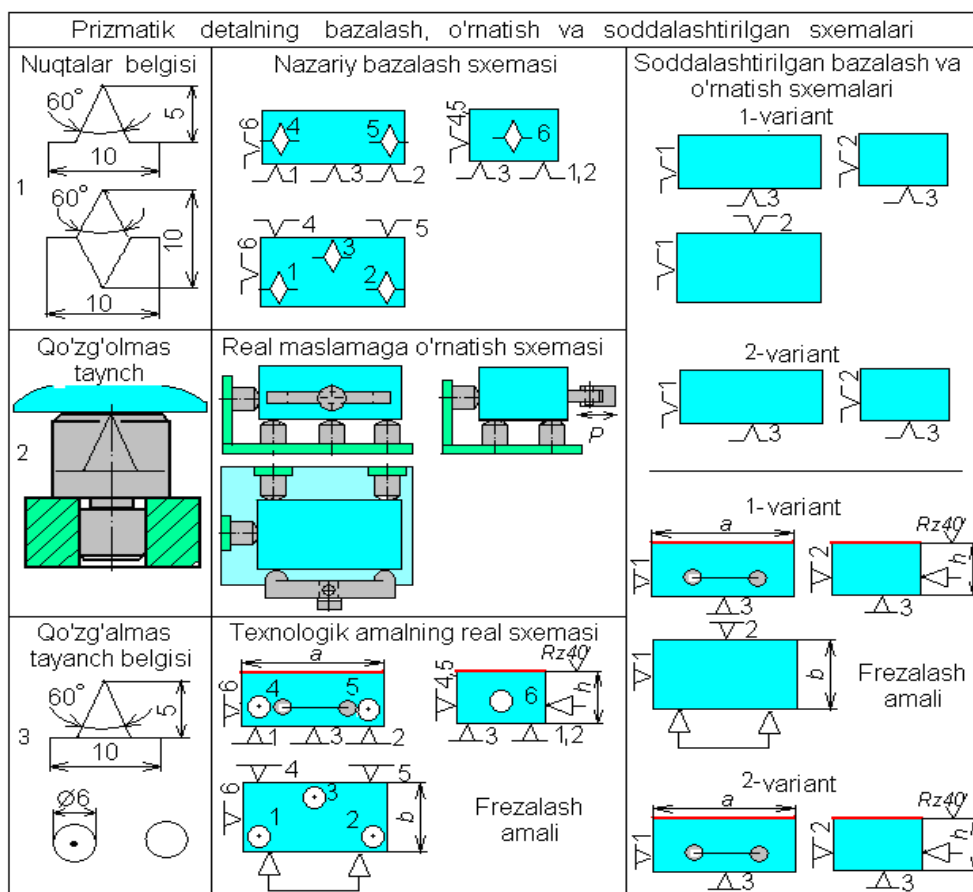 Prizmatik detalning bazalash, o'rnatish va soddalashtirilgan sxemalari
Nuqtalar belgisi
60°
5
10
1
60°
10
10
Nazariy bazalash sxemasi
6
4
5
1
3
2
4,5
6
3
1,2
4
5
6
3
1
2
Soddalashtirilgan bazalash va
o'rnatish sxemalari
1-variant
1
3
2
3
2
1
2-variant
1
3
2
3
Qo'zg'olmas
taynch
2
Real maslamaga o'rnatish sxemasi
P
1-variant
a
Rz40
1
3
2
h
3
2
1
b
Frezalash
amali
Qo'zg'almas
tayanch belgisi
60°
5
3
10
Ø6
Texnologik amalning real sxemasi
a
Rz40
6
4
5
1
3
2
4,5
6
h
3
1,2
4
5
6
3
1
2
b
Frezalash
amali
2-variant
a
Rz40
1
3
2
h
3